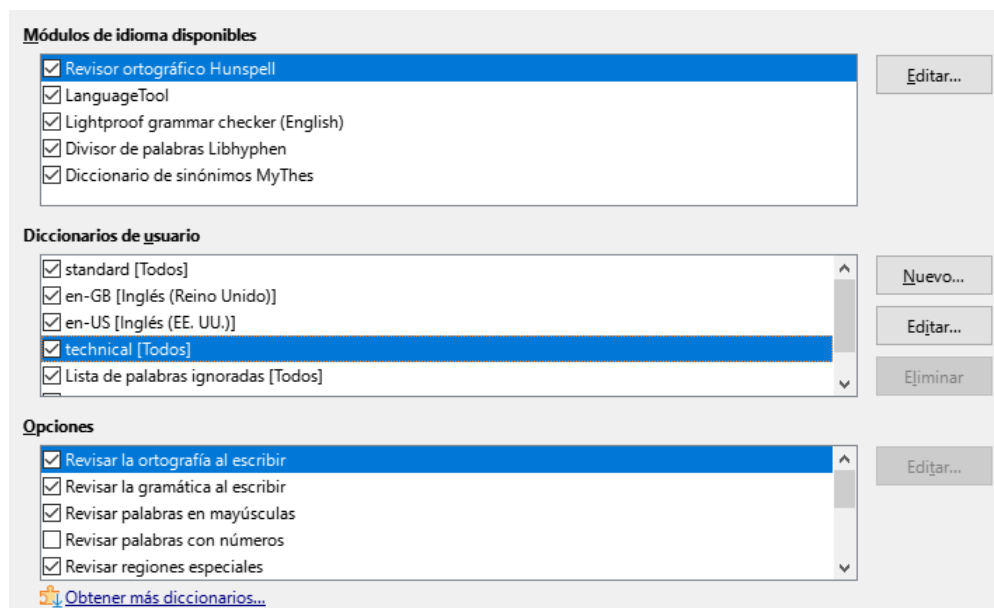 Módulos de idioma disponibles
Revisor ortográfico Hunspell
Editar...
LanguageTool
Lightproof grammar checker (English)
Divisor de palabras Libhyphen
Diccionario de sinónimos MyThes
Diccionarios de usuario
standard [Todos]
Nuevo...
en-GB [Inglés (Reino Unido)]
en-US [Inglés (EE. UU.)]
Editar...
technical [Todos]
Lista de palabras ignoradas [Todos]
Eliminar
Opciones
Revisar la ortografía al escribir
Editar...
Revisar la gramática al escribir
Revisar palabras en mayúsculas
Revisar palabras con números
Revisar regiones especiales
Obtener más diccionarios...